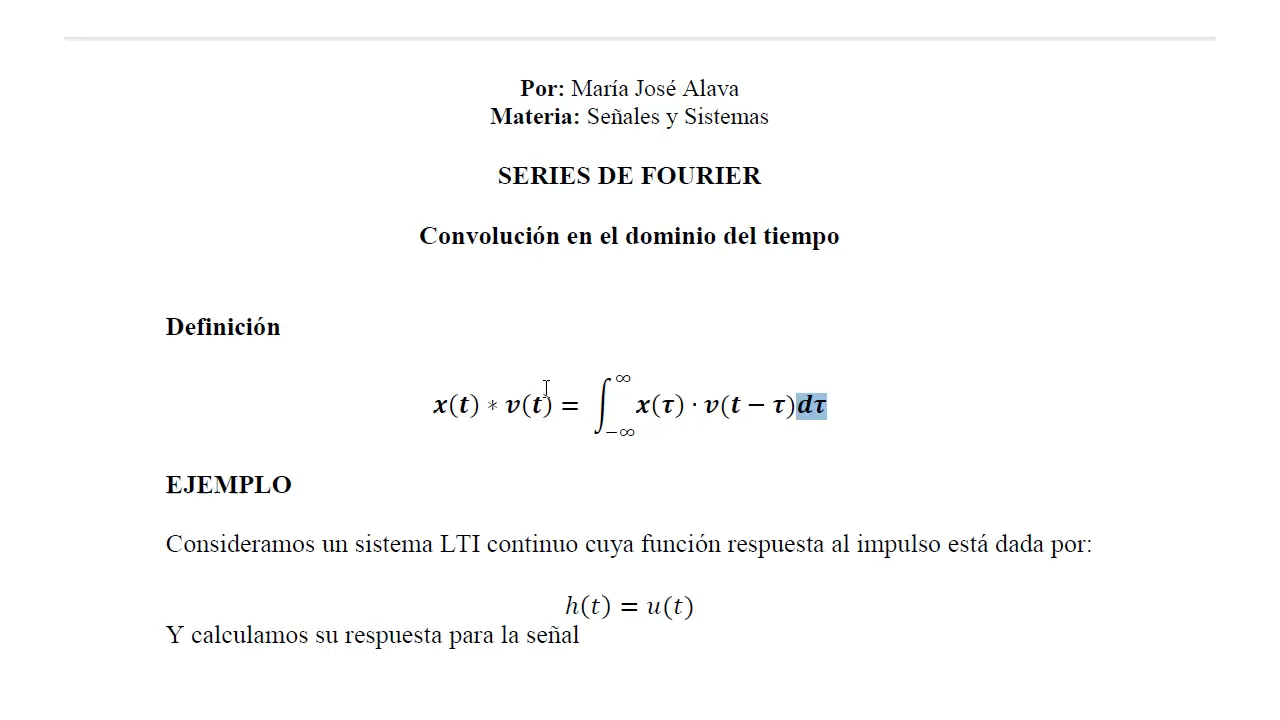 Por: María José Alava
Materia: Señales y Sistemas
SERIES DE FOURIER
Convolución en el dominio del tiempo
Definición
x(t) ∗ v(t) = ∫_{−∞}^{∞} x(τ) · v(t − τ)dτ
EJEMPLO
Consideramos un sistema LTI continuo cuya función respuesta al impulso está dada por:
h(t) = u(t)
Y calculamos su respuesta para la señal